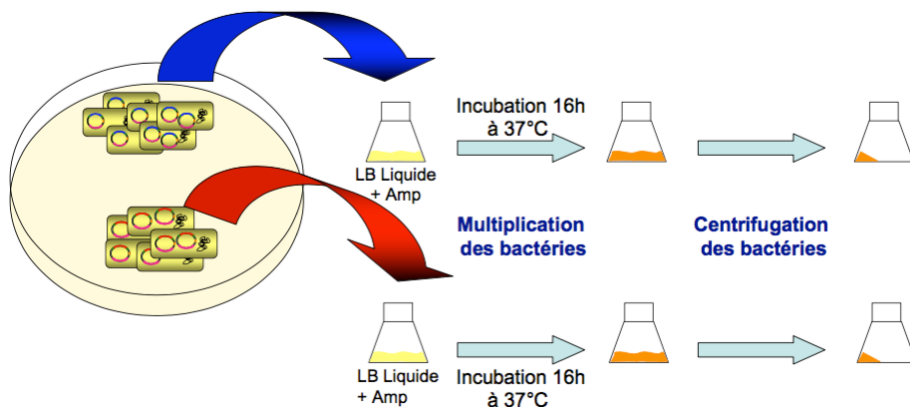 Incubation 16h
à 37°C
LB Liquide
+ Amp
Multiplication
des bactéries
Centrifugation
des bactéries
LB Liquide
+ Amp
Incubation 16h
à 37°C